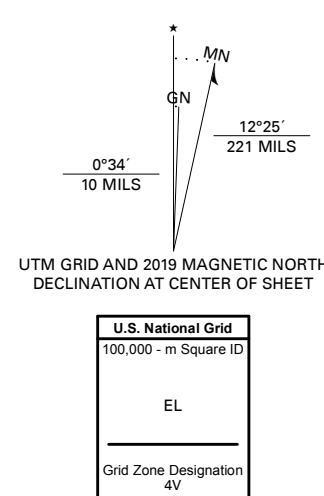 ★
MN
GN
12°25´
221 MILS
0°34´
10 MILS
UTM GRID AND 2019 MAGNETIC NORTH
DECLINATION AT CENTER OF SHEET
U.S. National Grid
100,000 - m Square ID
EL
Grid Zone Designation
4V